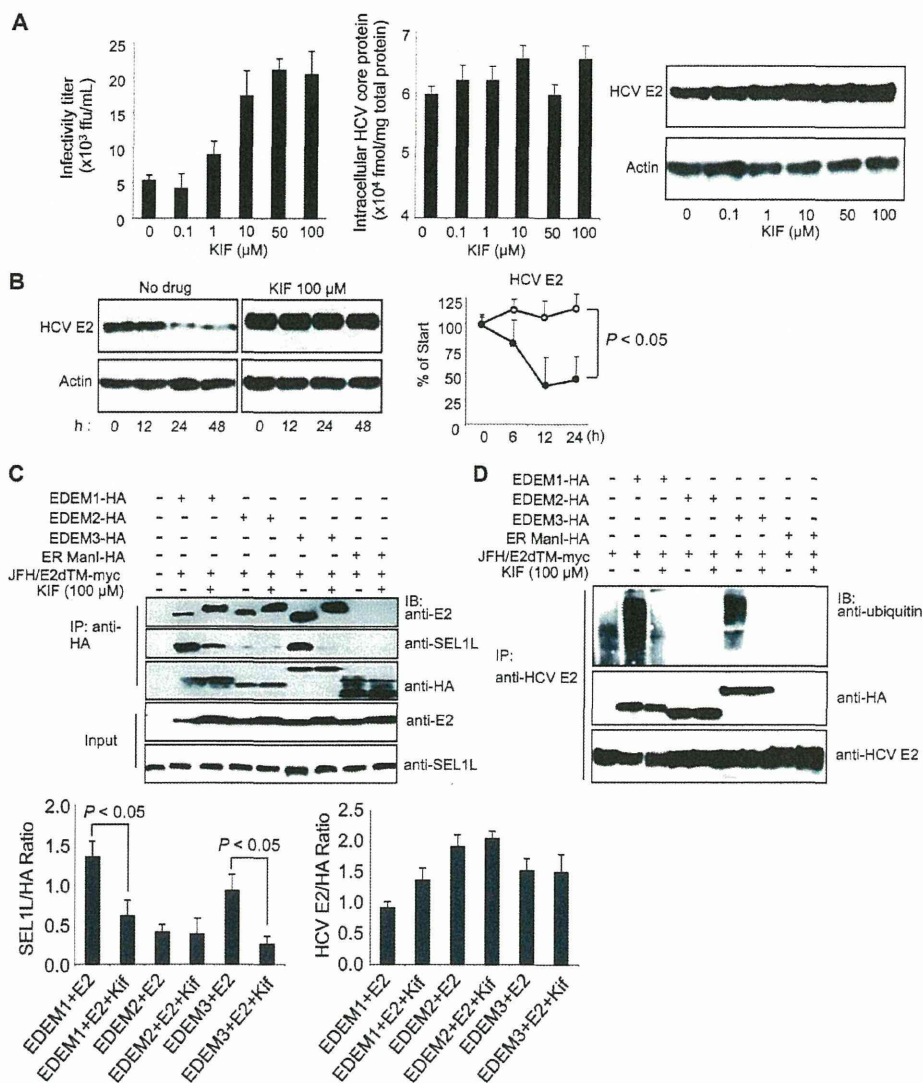 A
Infectivity titer
(x10³ ffu/mL)
25
20
15
10
5
0
0 0.1 1 10 50 100
KIF (µM)
Intracellular HCV core protein
(x10⁴ fmol/mg total protein)
7
6
5
4
0 0.1 1 10 50 100
KIF (µM)
HCV E2
Actin
0 0.1 1 10 50 100
KIF (µM)
B
No drug
KIF 100 µM
HCV E2
Actin
h : 0 12 24 48 0 12 24 48
HCV E2
% of Start
125
100
75
50
25
0
0 6 12 24 (h)
P < 0.05
C
EDEM1-HA - + + - - - - - -
EDEM2-HA - - - + + - - - -
EDEM3-HA - - - - - + + - -
ER ManI-HA - - - - - - - + +
JFH/E2dTM-myc - + + + + + + + +
KIF (100 µM) - - + - + - + - +
IP: anti-
HA
IB:
anti-E2
anti-SEL1L
anti-HA
Input
anti-E2
anti-SEL1L
D
EDEM1-HA - + + - - - - - -
EDEM2-HA - - - + + - - - -
EDEM3-HA - - - - - + + - -
ER ManI-HA - - - - - - - + +
JFH/E2dTM-myc + + + + + + + + +
KIF (100 µM) - - + - + - + - +
IP:
anti-HCV E2
IB:
anti-ubiquitin
anti-HA
anti-HCV E2
SEL1L/HA Ratio
2.0
1.5
1.0
0.5
0.0
P < 0.05
P < 0.05
EDEM1+E2
EDEM1+E2+Kif
EDEM2+E2
EDEM2+E2+Kif
EDEM3+E2
EDEM3+E2+Kif
HCV E2/HA Ratio
2.5
2.0
1.5
1.0
0.5
0.0
EDEM1+E2
EDEM1+E2+Kif
EDEM2+E2
EDEM2+E2+Kif
EDEM3+E2
EDEM3+E2+Kif